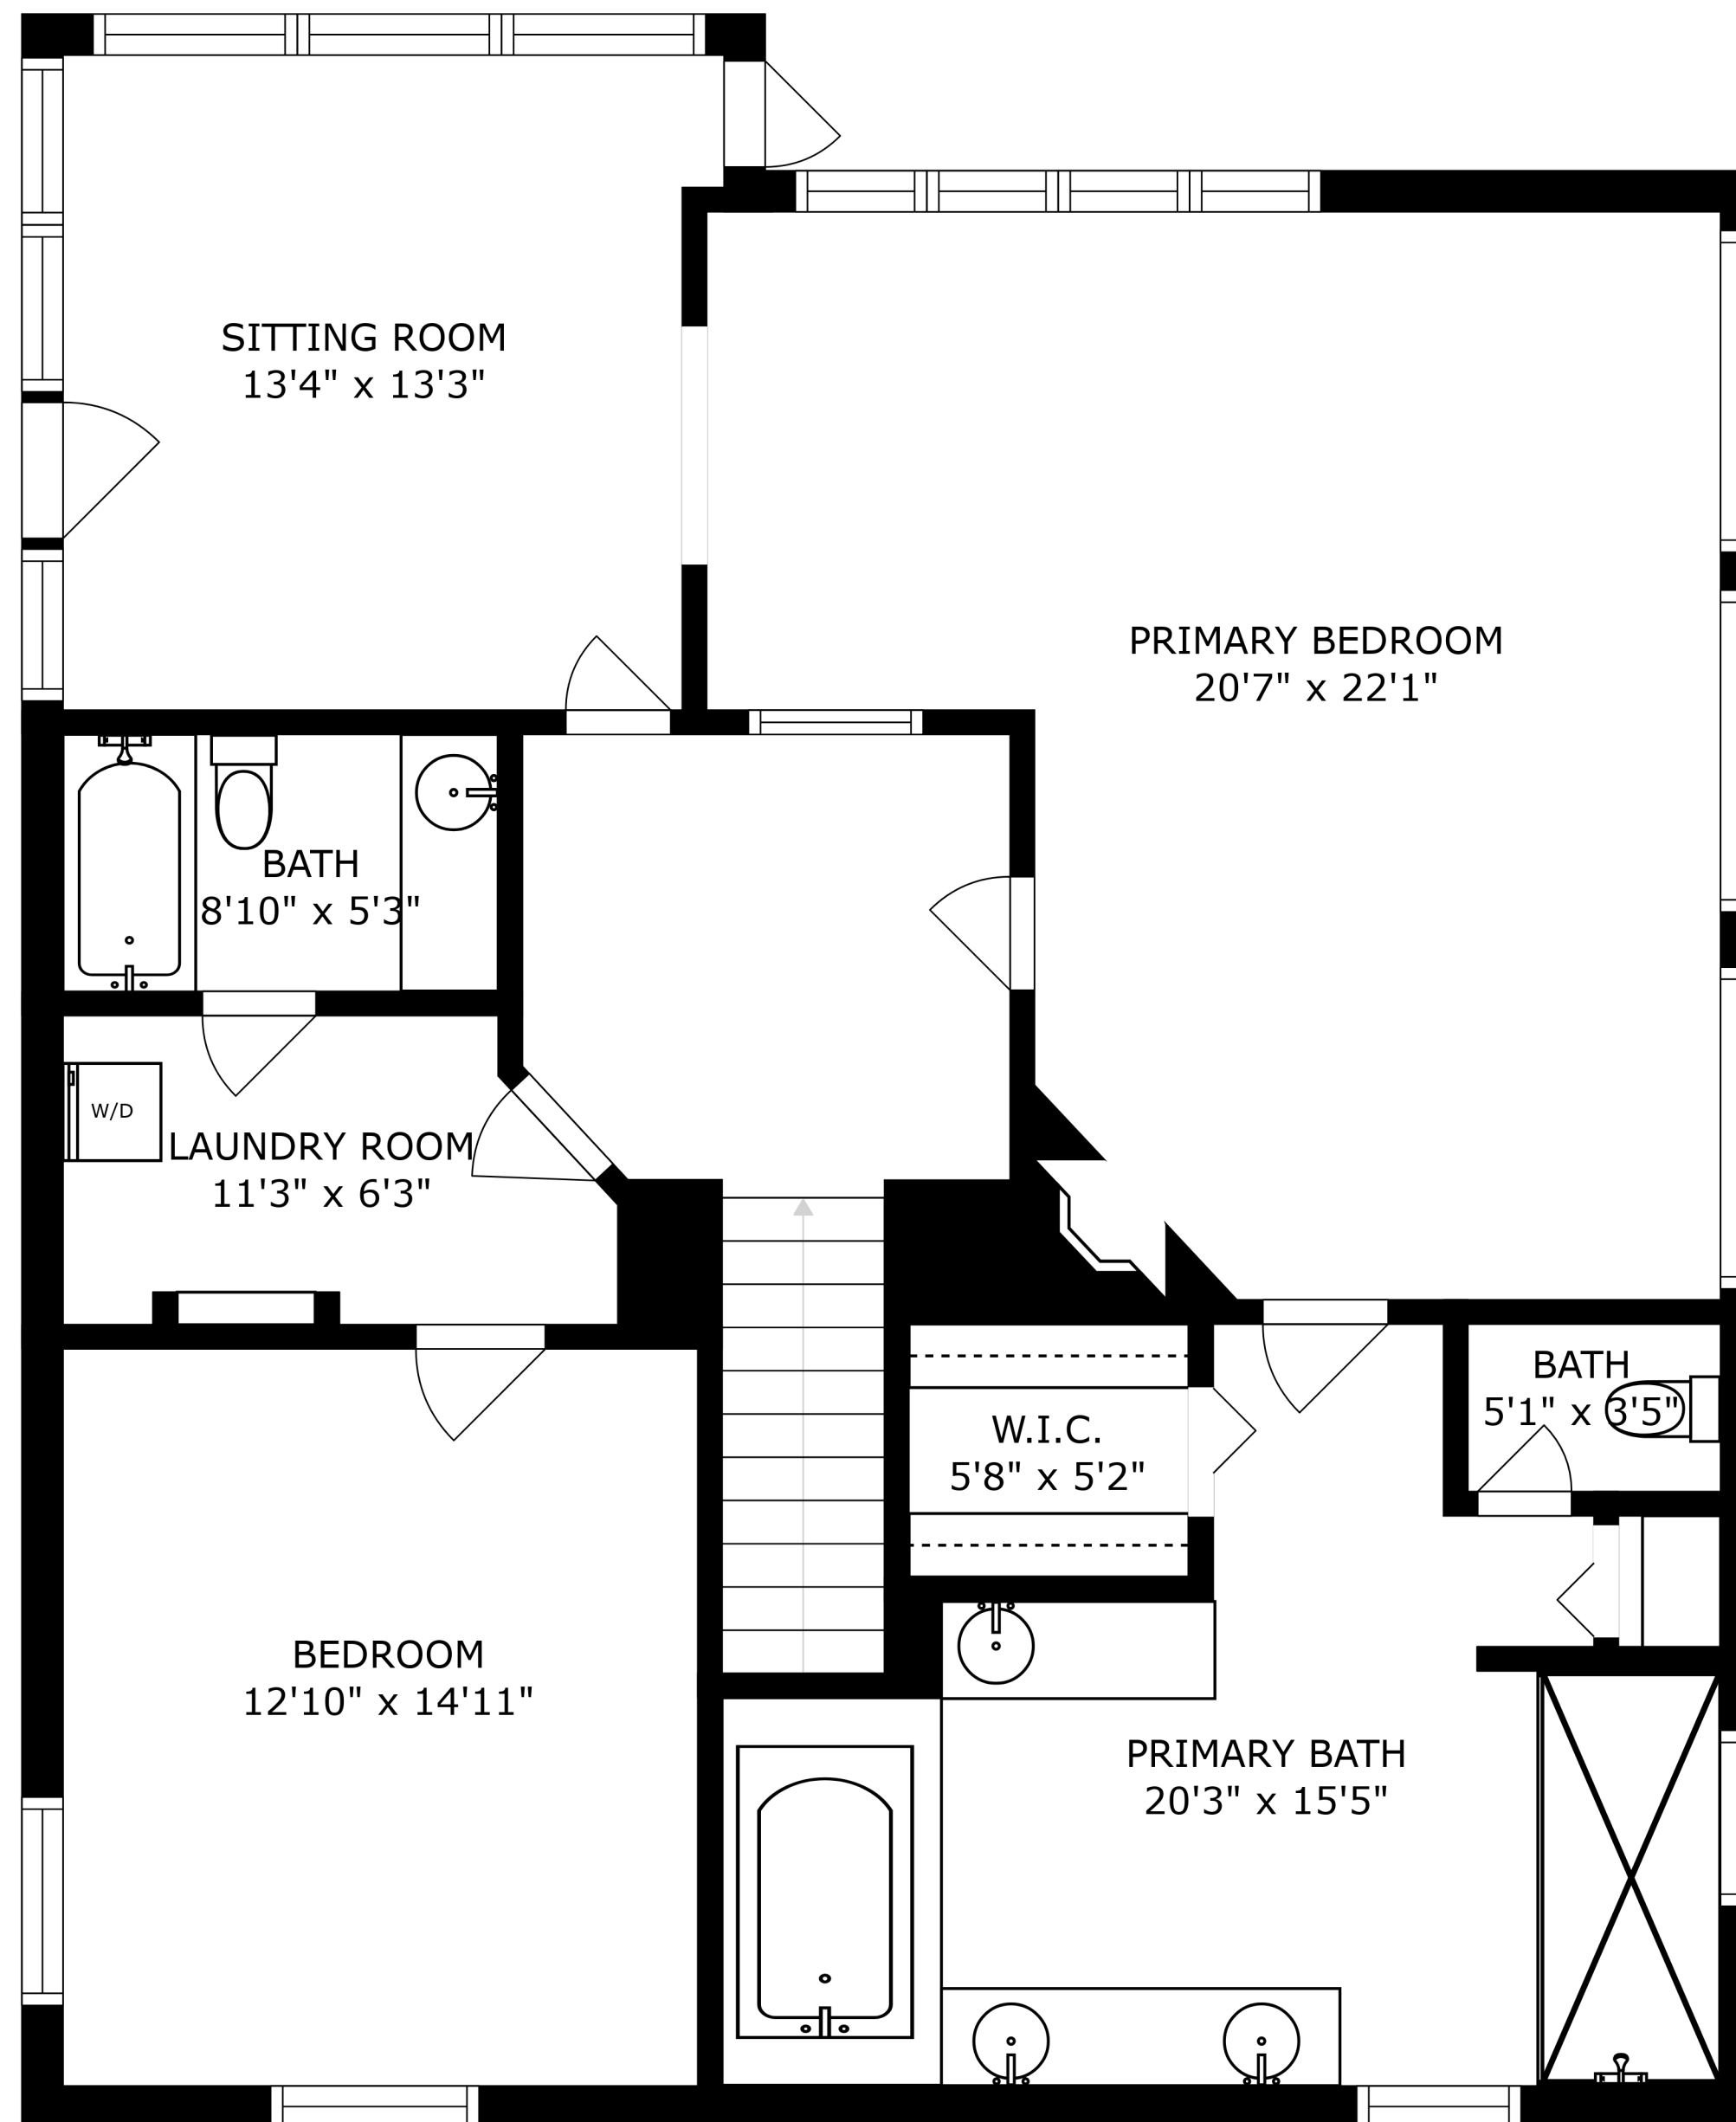 SITTING ROOM
13'4" x 13'3"
PRIMARY BEDROOM
20'7" x 22'1"
BATH
8'10" x 5'3"
W/D
LAUNDRY ROOM
11'3" x 6'3"
BATH
5'1" x 3'5"
W.I.C.
5'8" x 5'2"
BEDROOM
12'10" x 14'11"
PRIMARY BATH
20'3" x 15'5"